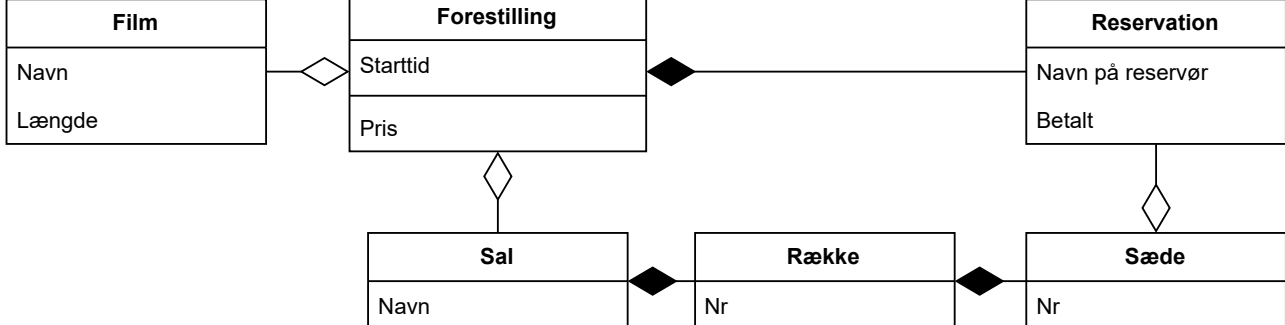 Film
Navn
Længde
Forestilling
Starttid
Pris
Reservation
Navn på reservør
Betalt
Sal
Navn
Række
Nr
Sæde
Nr